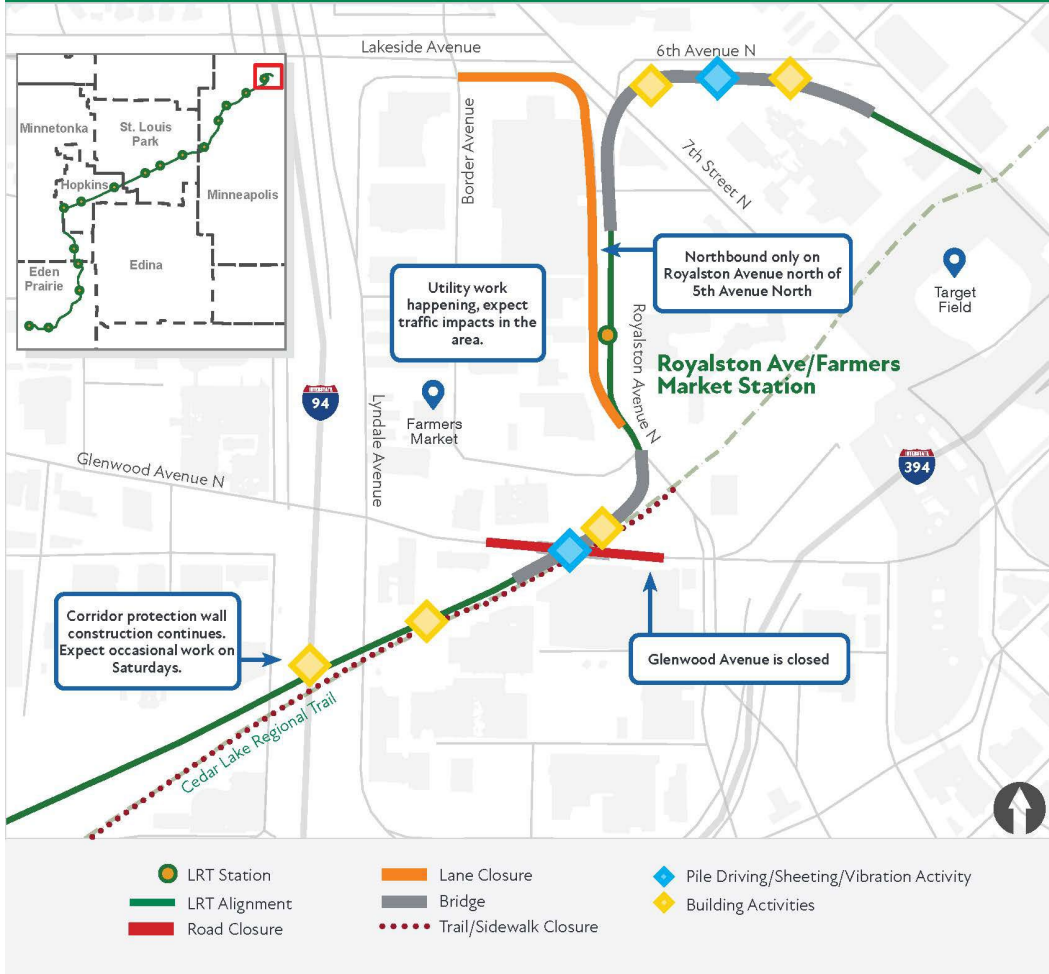 Lakeside Avenue
6th Avenue N
Minnetonka
St. Louis
Park
Hopkins
Minneapolis
Eden
Prairie
Edina
Border Avenue
7th Street N
Northbound only on
Royalston Avenue north of
5th Avenue North
Utility work
happening, expect
traffic impacts in the
area.
Target
Field
Royalston Avenue N
Royalston Ave/Farmers
Market Station
INTERSTATE
94
Lyndale Avenue
Farmers
Market
INTERSTATE
394
Glenwood Avenue N
Corridor protection wall
construction continues.
Expect occasional work on
Saturdays.
Glenwood Avenue is closed
Cedar Lake Regional Trail
LRT Station
LRT Alignment
Road Closure
Lane Closure
Bridge
Trail/Sidewalk Closure
Pile Driving/Sheeting/Vibration Activity
Building Activities